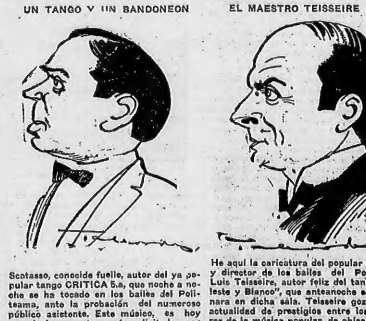 UN TANGO Y UN BANDONEON
Scatasso, conocido fuelle, autor del ya po-
pular tango CRITICA 5.a, que noche a no-
che se ha tocado en los bailes del Poli-
teama, ante la probación del numeroso
público asistente. Este músico, es hoy
EL MAESTRO TEISSEIRE
He aquí la caricatura del popular
y director de los bailes del Po
Luis Teisseire, autor feliz del tan
leste y Blanco", que anteanoche e
nara en dicha sala. Teisseire goz
actualidad de prestigios entre lo